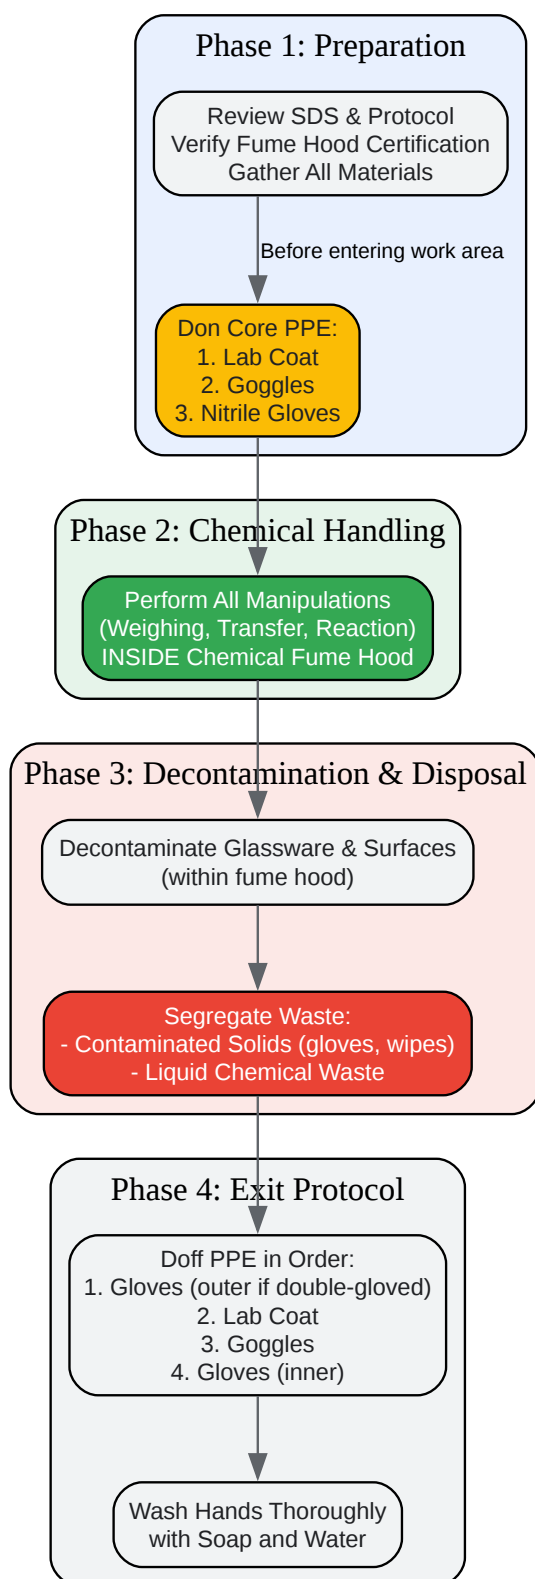 Phase 1: Preparation
Review SDS & Protocol
Verify Fume Hood Certification
Gather All Materials
Before entering work area
Don Core PPE:
1. Lab Coat
2. Goggles
3. Nitrile Gloves
Phase 2: Chemical Handling
Perform All Manipulations
(Weighing, Transfer, Reaction)
INSIDE Chemical Fume Hood
Phase 3: Decontamination & Disposal
Decontaminate Glassware & Surfaces
(within fume hood)
Segregate Waste:
- Contaminated Solids (gloves, wipes)
- Liquid Chemical Waste
Phase 4: Exit Protocol
Doff PPE in Order:
1. Gloves (outer if double-gloved)
2. Lab Coat
3. Goggles
4. Gloves (inner)
Wash Hands Thoroughly
with Soap and Water